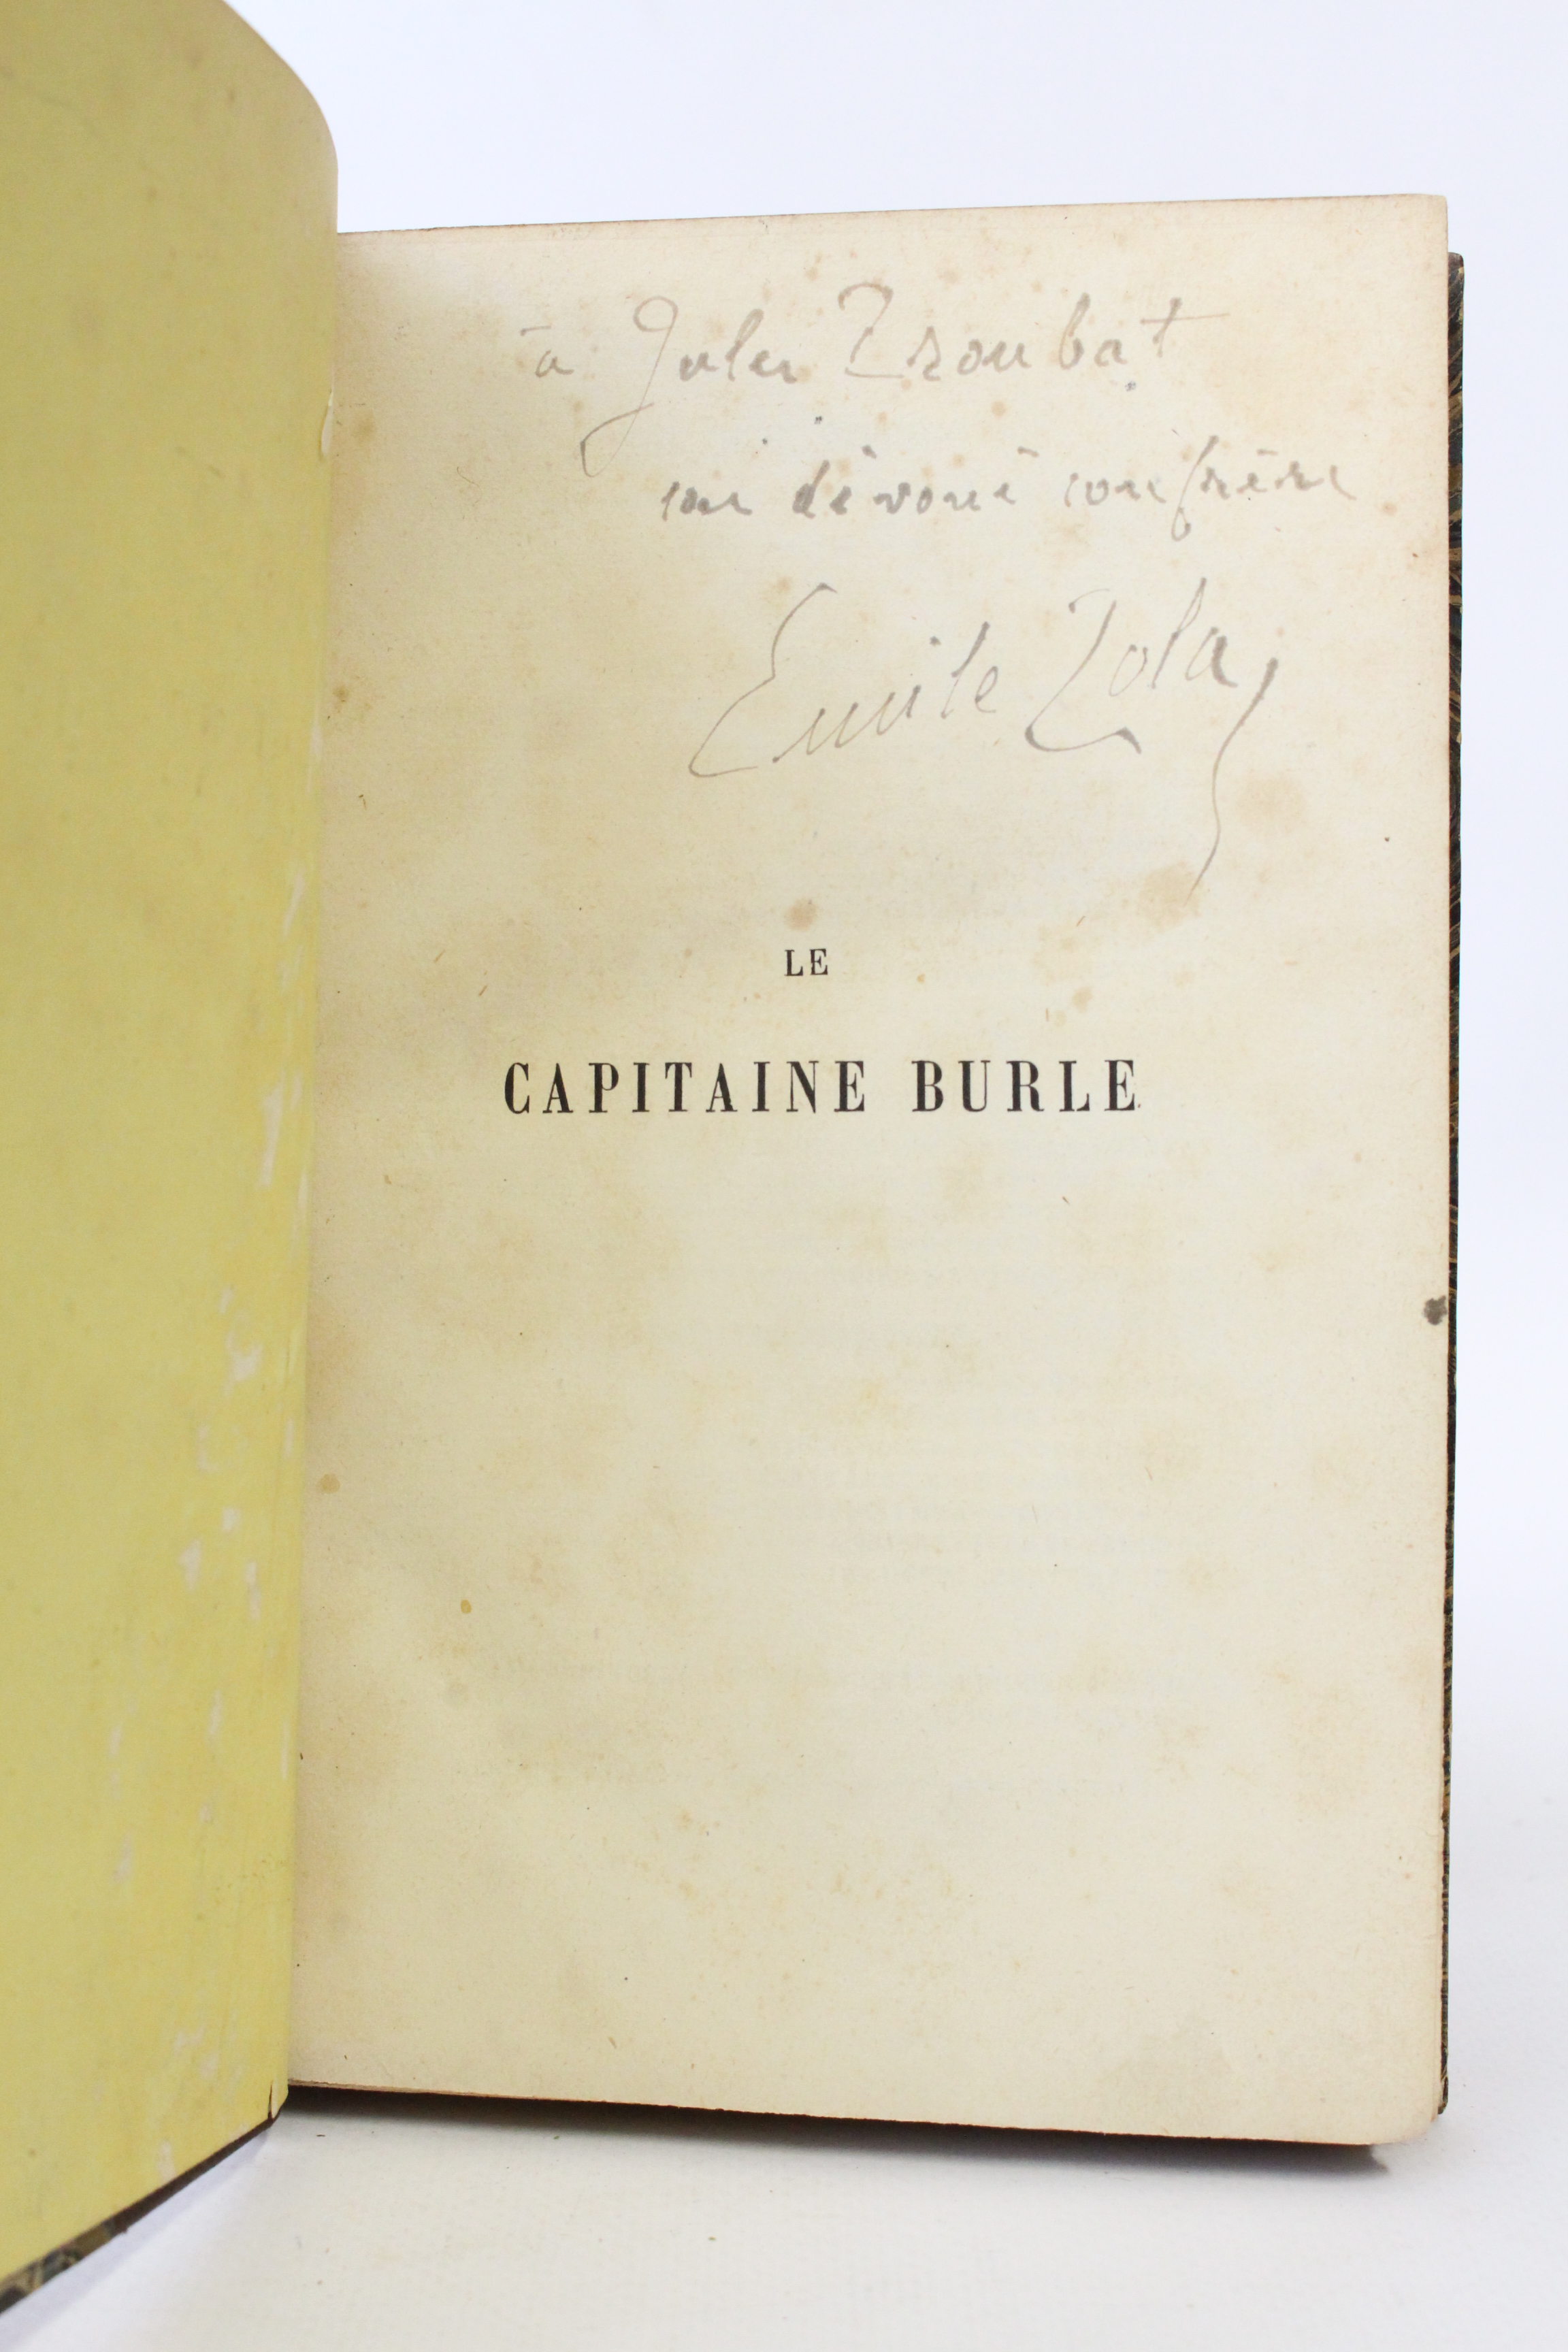 à Jules Troubat
son dévoué confrère
Emile Zola
LE
CAPITAINE BURLE